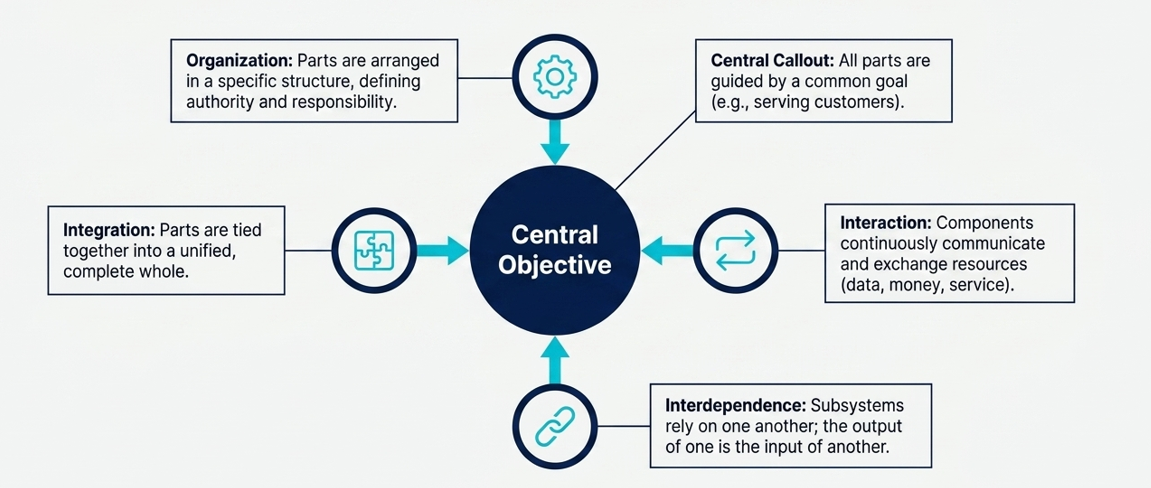 Organization: Parts are arranged
in a specific structure, defining
authority and responsibility.
Central Callout: All parts are
guided by a common goal
(e.g., serving customers).
Integration: Parts are tied
together into a unified,
complete whole.
Central
Objective
Interaction: Components
continuously communicate
and exchange resources
(data, money, service).
Interdependence: Subsystems
rely on one another; the output
of one is the input of another.